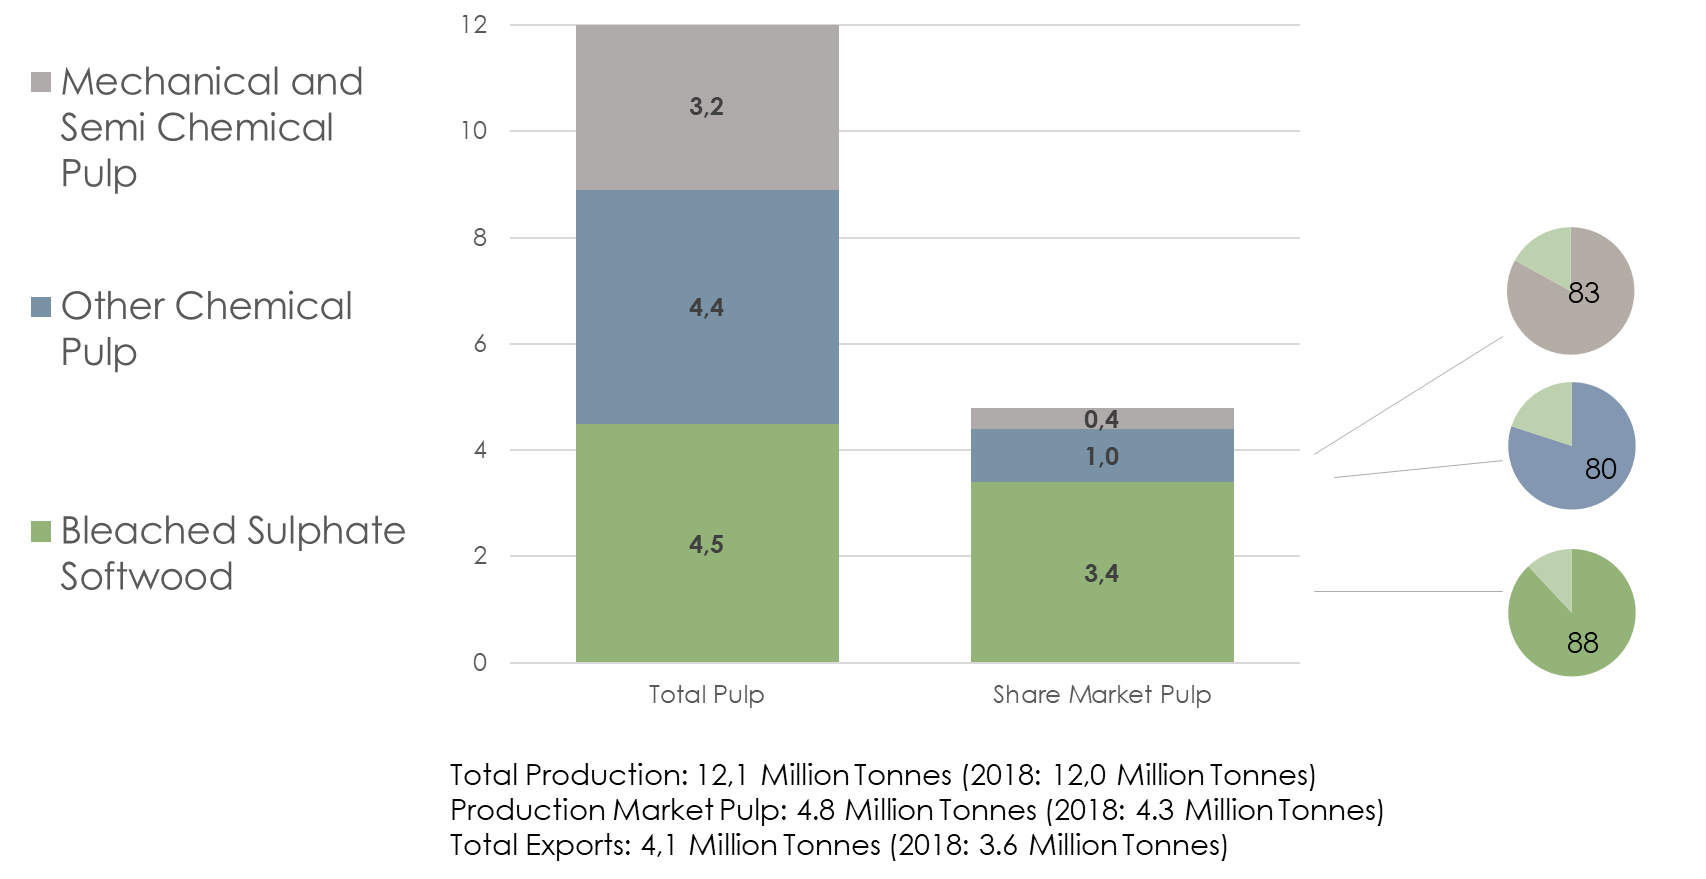 Mechanical and
Semi Chemical
Pulp
Other Chemical
Pulp
Bleached Sulphate
Softwood
12
10
8
6
4
2
0
3,2
4,4
4,5
0,4
1,0
3,4
Total Pulp
Share Market Pulp
83
80
88
Total Production: 12,1 Million Tonnes (2018: 12,0 Million Tonnes)
Production Market Pulp: 4.8 Million Tonnes (2018: 4.3 Million Tonnes)
Total Exports: 4,1 Million Tonnes (2018: 3.6 Million Tonnes)